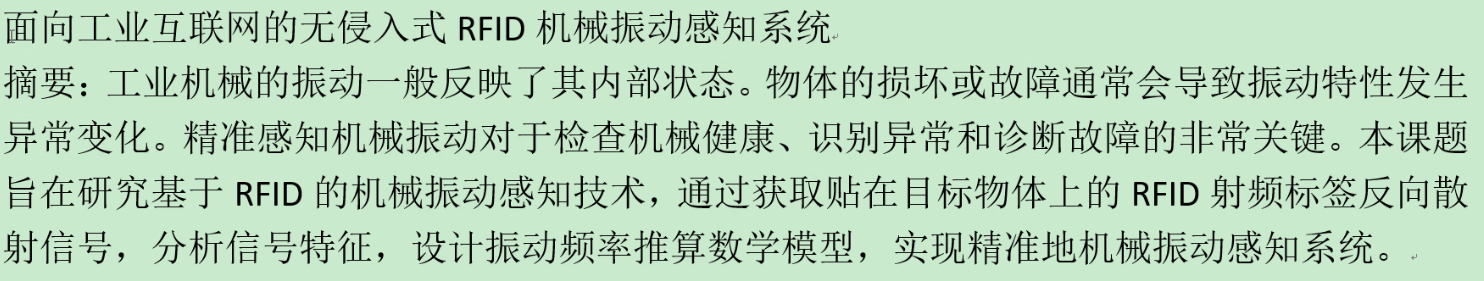 面向工业互联网的无侵入式 RFID 机械振动感知系统
摘要：工业机械的振动一般反映了其内部状态。物体的损坏或故障通常会导致振动特性发生
异常变化。精准感知机械振动对于检查机械健康、识别异常和诊断故障的非常关键。本课题
旨在研究基于 RFID 的机械振动感知技术，通过获取贴在目标物体上的 RFID 射频标签反向散
射信号，分析信号特征，设计振动频率推算数学模型，实现精准地机械振动感知系统。